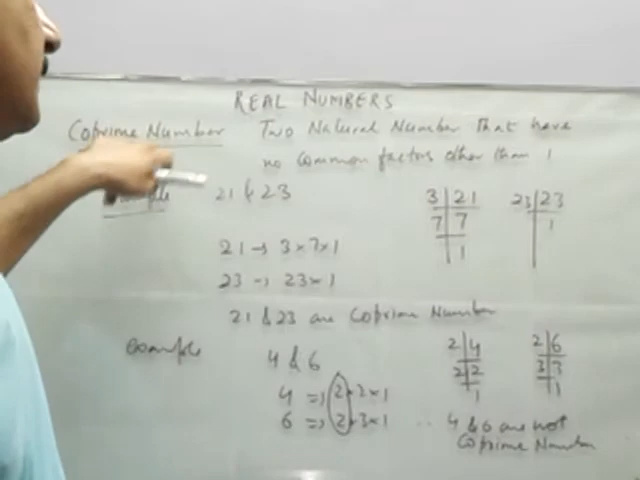 REAL NUMBERS
Coprime Number Two Natural Number That have
no common factors other than 1
Example 21 & 23
3 | 21
7 | 7
1
23 | 23
1
21 → 3 × 7 × 1
23 → 23 × 1
21 & 23 are Coprime Number
Example 4 & 6
2 | 4
2 | 2
1
2 | 6
3 | 3
1
4 ⇒ 2 × 2 × 1
6 ⇒ 2 × 3 × 1
∴ 4 & 6 are not
Coprime Number